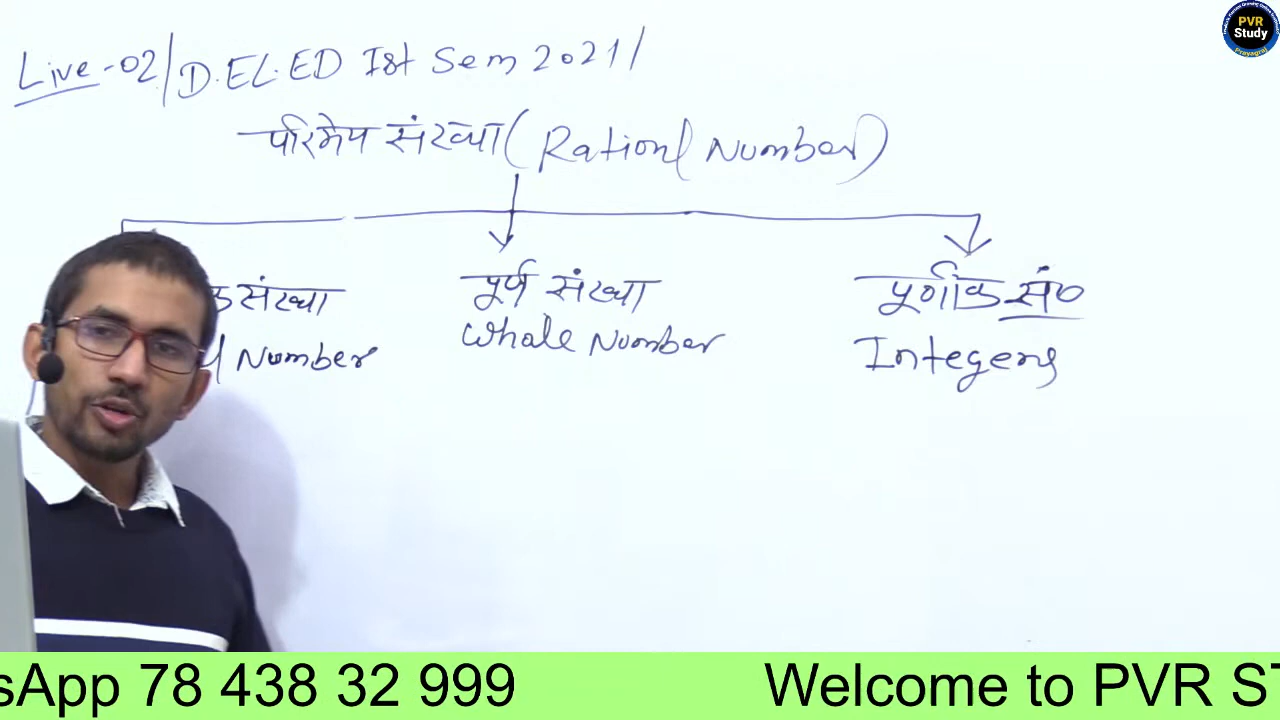 PVR
Study
Prayagraj
Live-02/D.EL.ED Ist Sem 2021/
परिमेय संख्या (Rationl Number)
क संख्या
पूर्ण संख्या
पूर्णांक सं०
l Number
Whole Number
Integers
sApp 78 438 32 999
Welcome to PVR ST